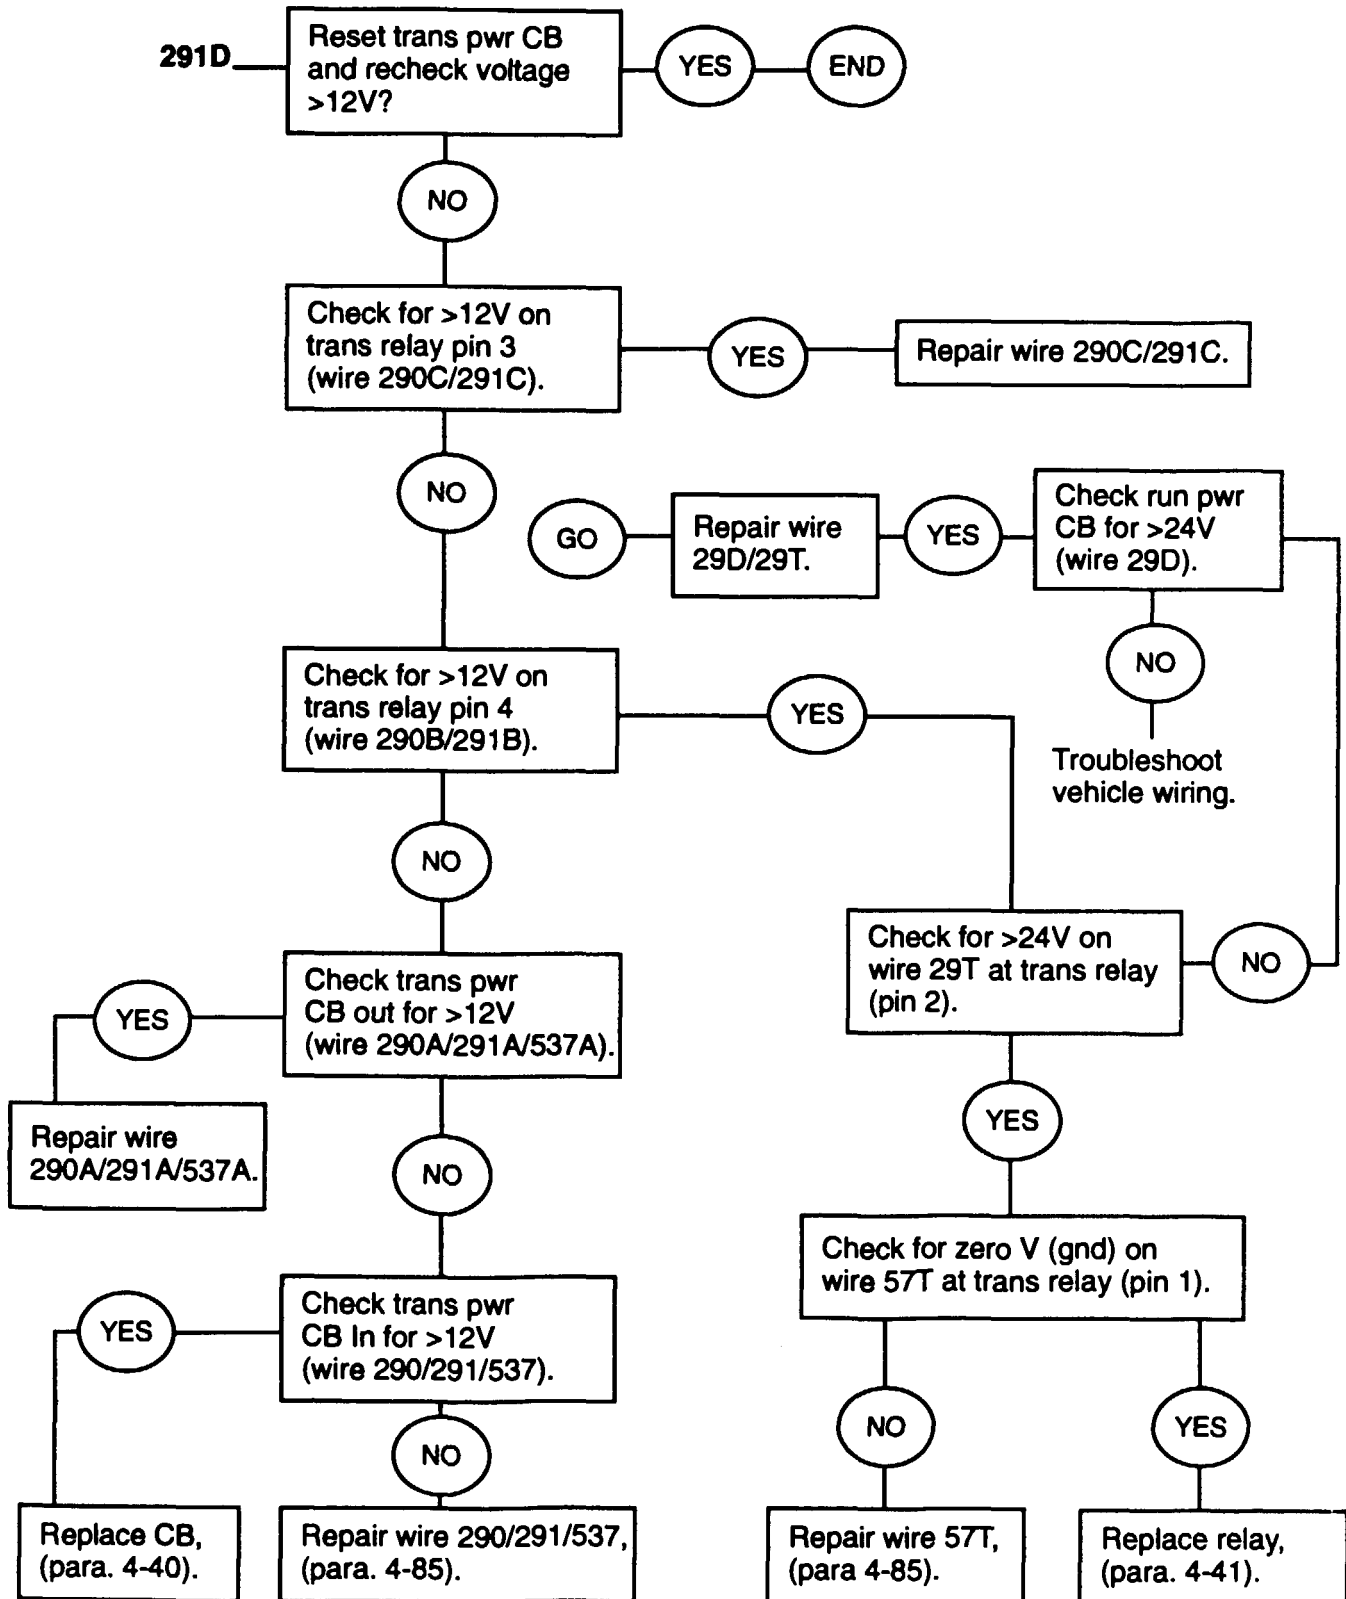 291D
Reset trans pwr CB
and recheck voltage
>12V?
YES
END
NO
Check for >12V on
trans relay pin 3
(wire 290C/291C).
YES
Repair wire 290C/291C.
NO
GO
Repair wire
29D/29T.
YES
Check run pwr
CB for >24V
(wire 29D).
NO
Troubleshoot
vehicle wiring.
Check for >12V on
trans relay pin 4
(wire 290B/291B).
YES
NO
Check for >24V on
wire 29T at trans relay
(pin 2).
NO
YES
Check trans pwr
CB out for >12V
(wire 290A/291A/537A).
YES
Repair wire
290A/291A/537A.
NO
Check for zero V (gnd) on
wire 57T at trans relay (pin 1).
Check trans pwr
CB In for >12V
(wire 290/291/537).
YES
NO
NO
YES
Replace CB,
(para. 4-40).
Repair wire 290/291/537,
(para. 4-85).
Repair wire 57T,
(para 4-85).
Replace relay,
(para. 4-41).